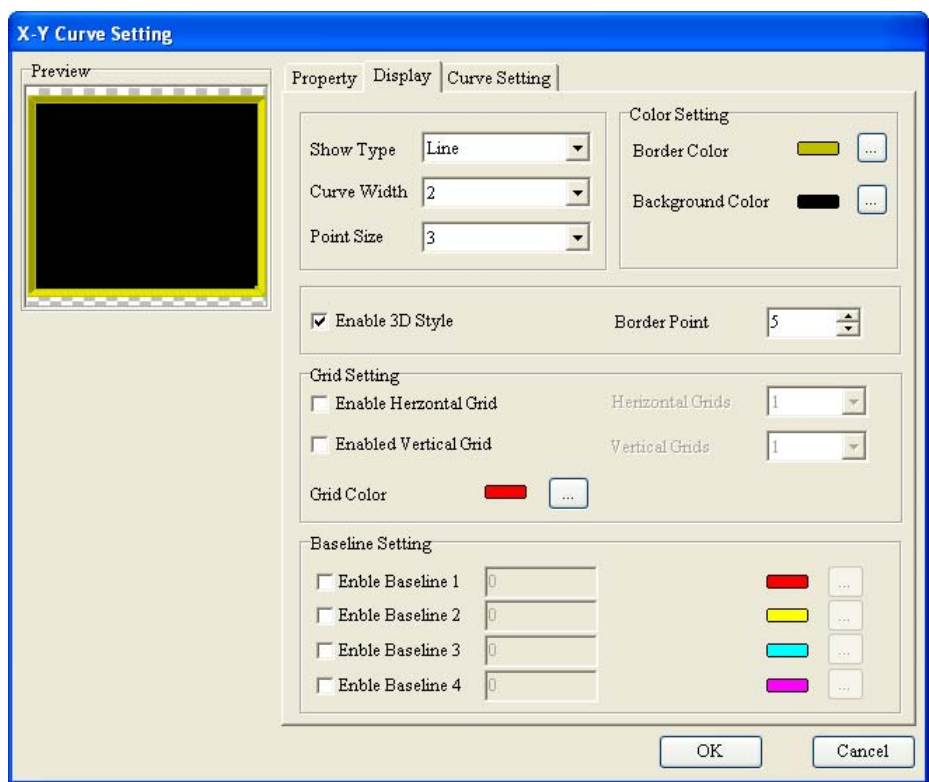 X-Y Curve Setting
Preview
Property
Display
Curve Setting
Show Type
Line
Curve Width
2
Point Size
3
Color Setting
Border Color
...
Background Color
...
Enable 3D Style
Border Point
5
Grid Setting
Enable Herzontal Grid
Herizontal Grids
1
Enabled Vertical Grid
Vertical Grids
1
Grid Color
...
Baseline Setting
Enble Baseline 1
0
...
Enble Baseline 2
0
...
Enble Baseline 3
0
...
Enble Baseline 4
0
...
OK
Cancel